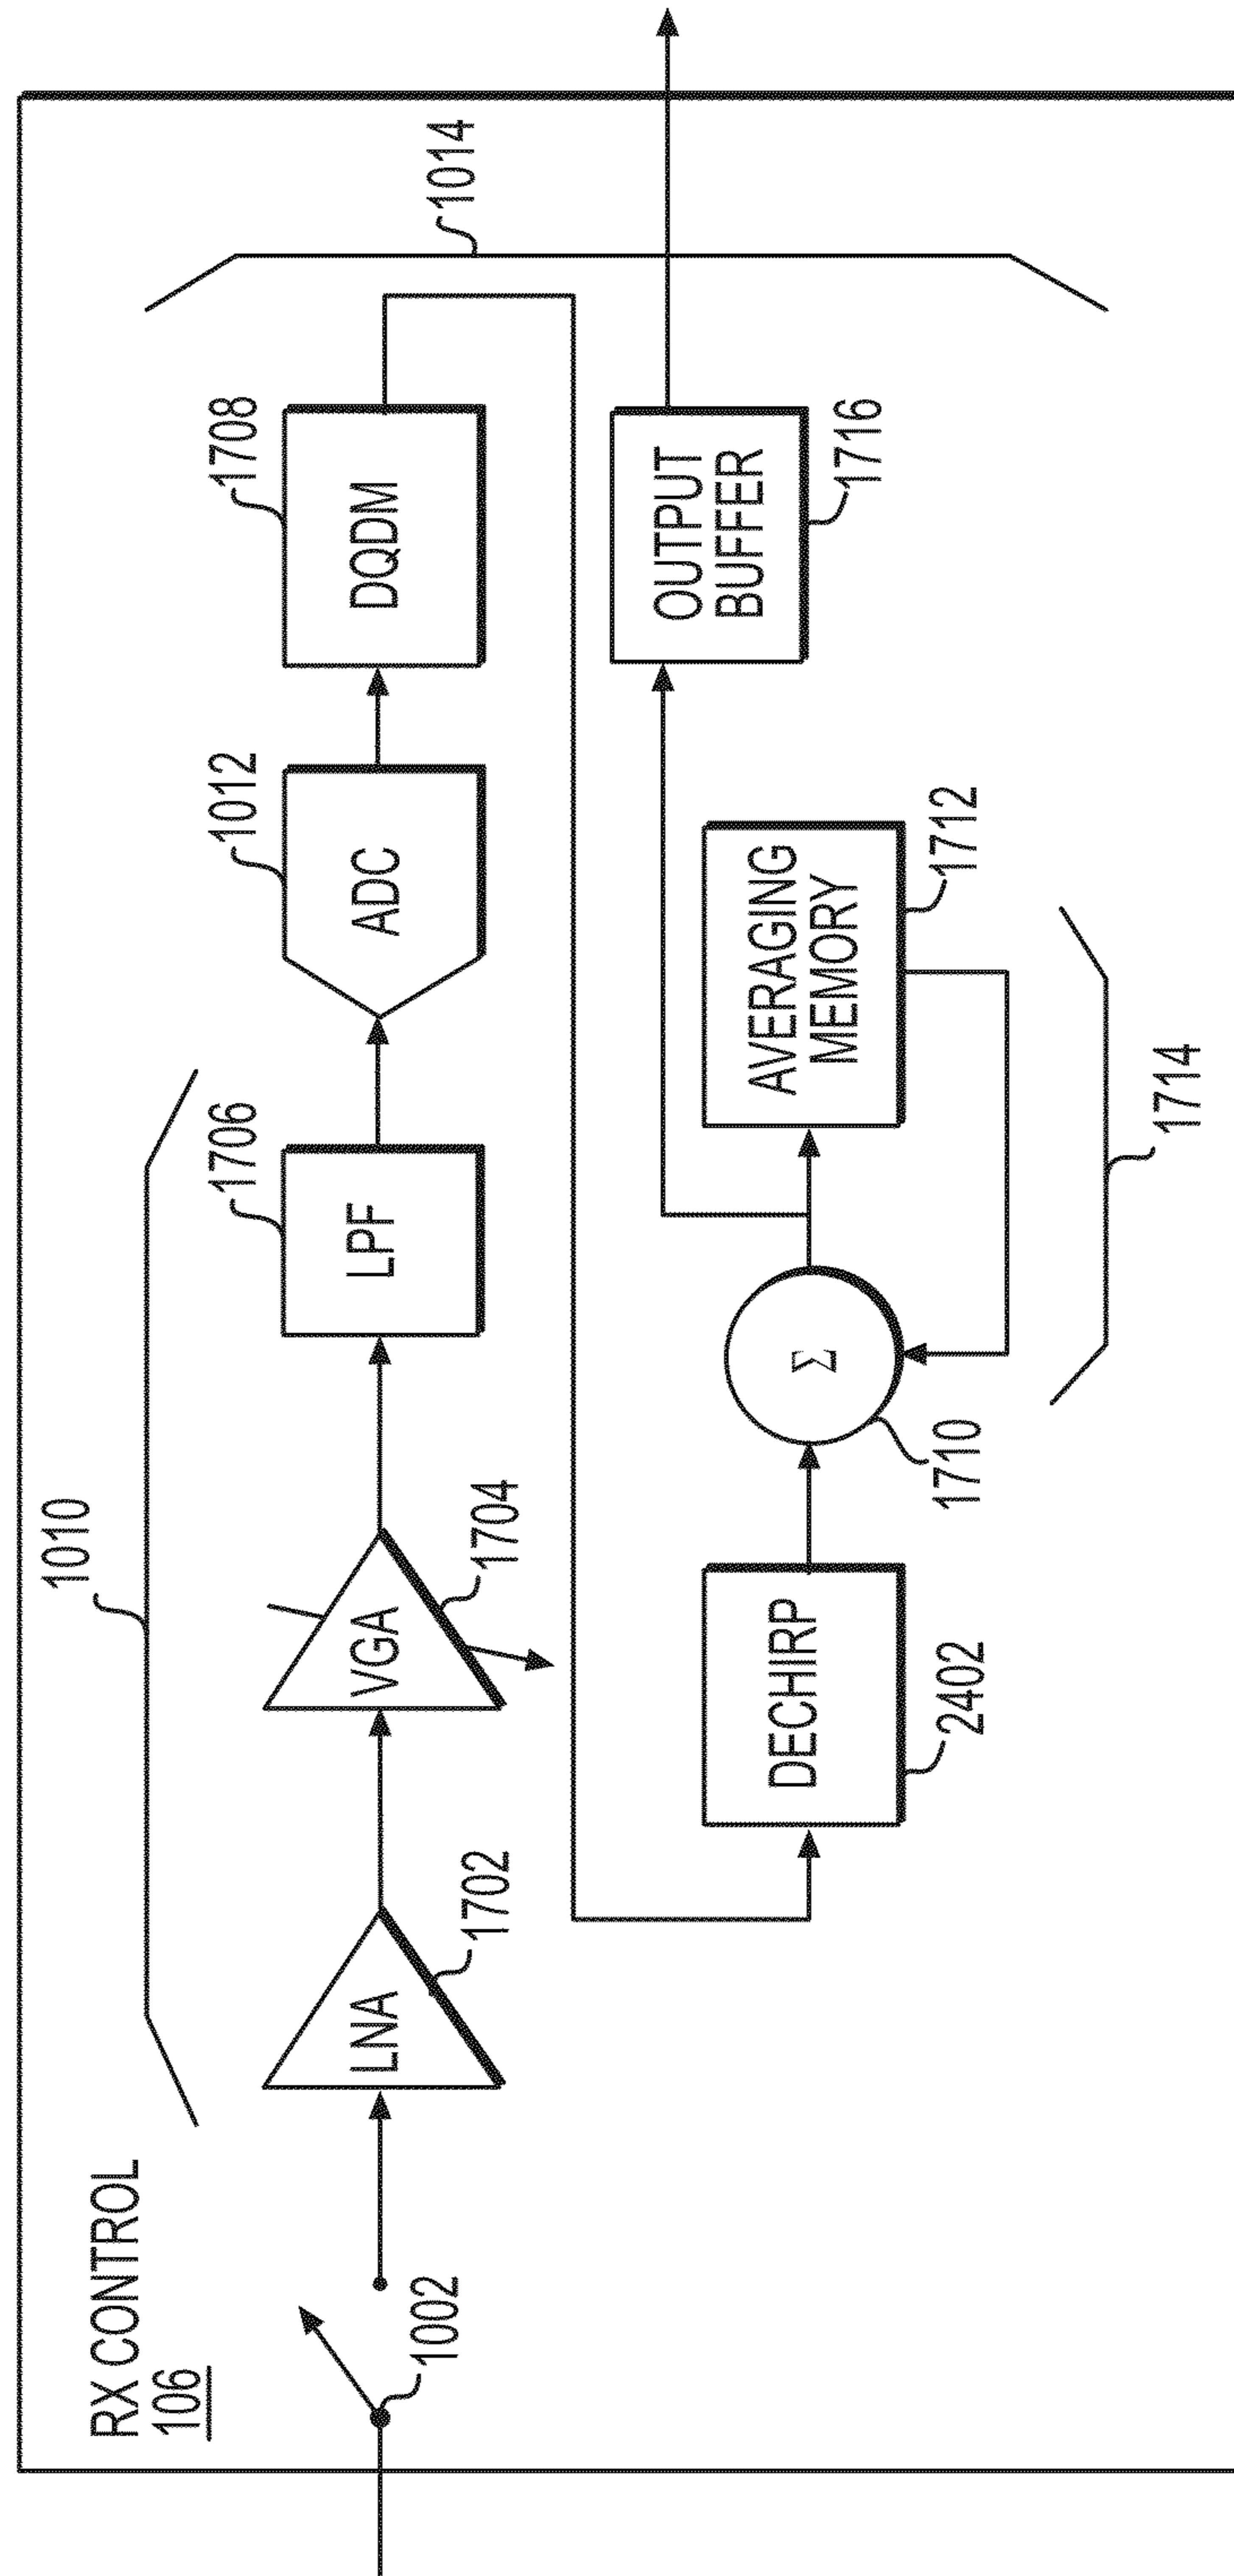 RX CONTROL
106
1010
1002
LNA
1702
VGA
1704
LPF
1706
ADC
1012
DQDM
1708
1014
DECHIRP
2402
Σ
1710
AVERAGING
MEMORY
1712
1714
OUTPUT
BUFFER
1716